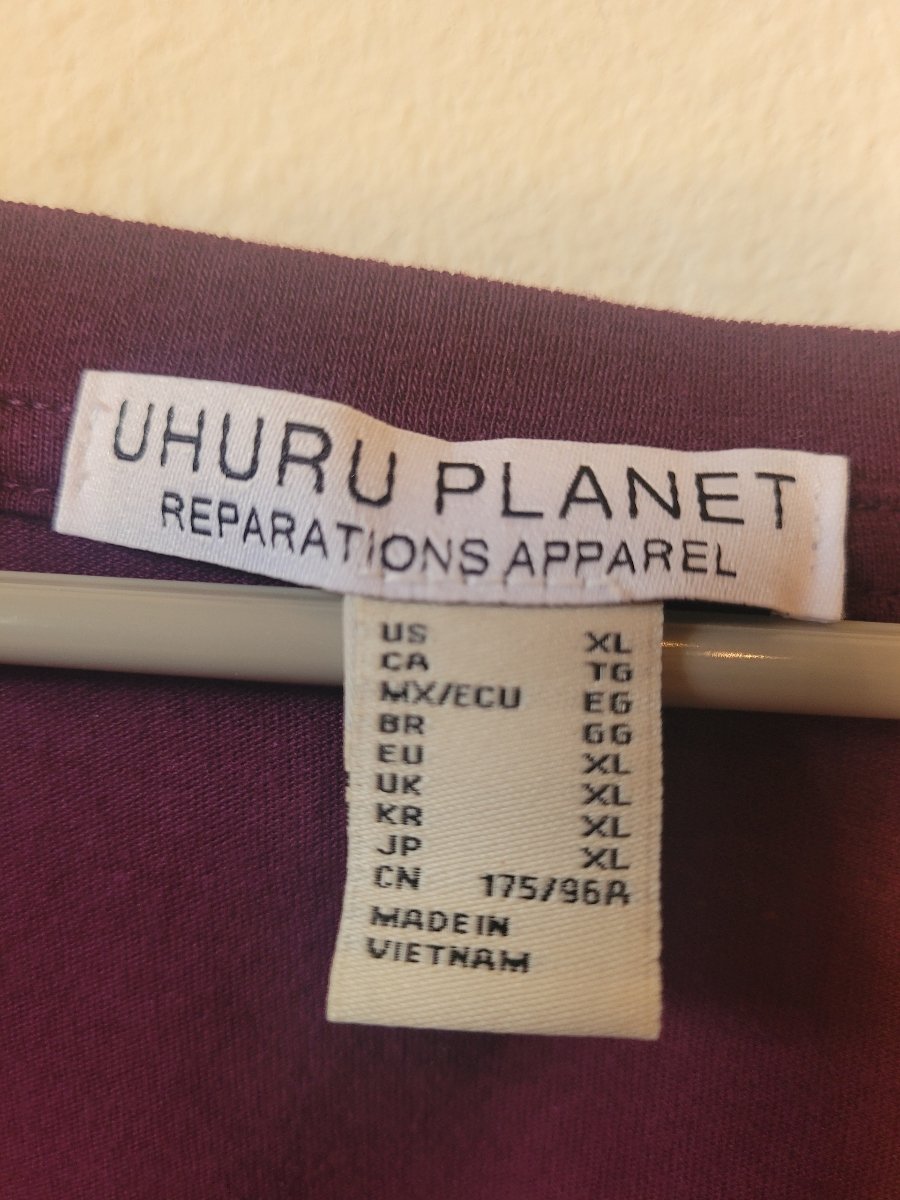 UHURU PLANET
REPARATIONS APPAREL
US XL
CA TG
MX/ECU EG
BR GG
EU XL
UK XL
KR XL
JP XL
CN 175/96A
MADE IN
VIETNAM